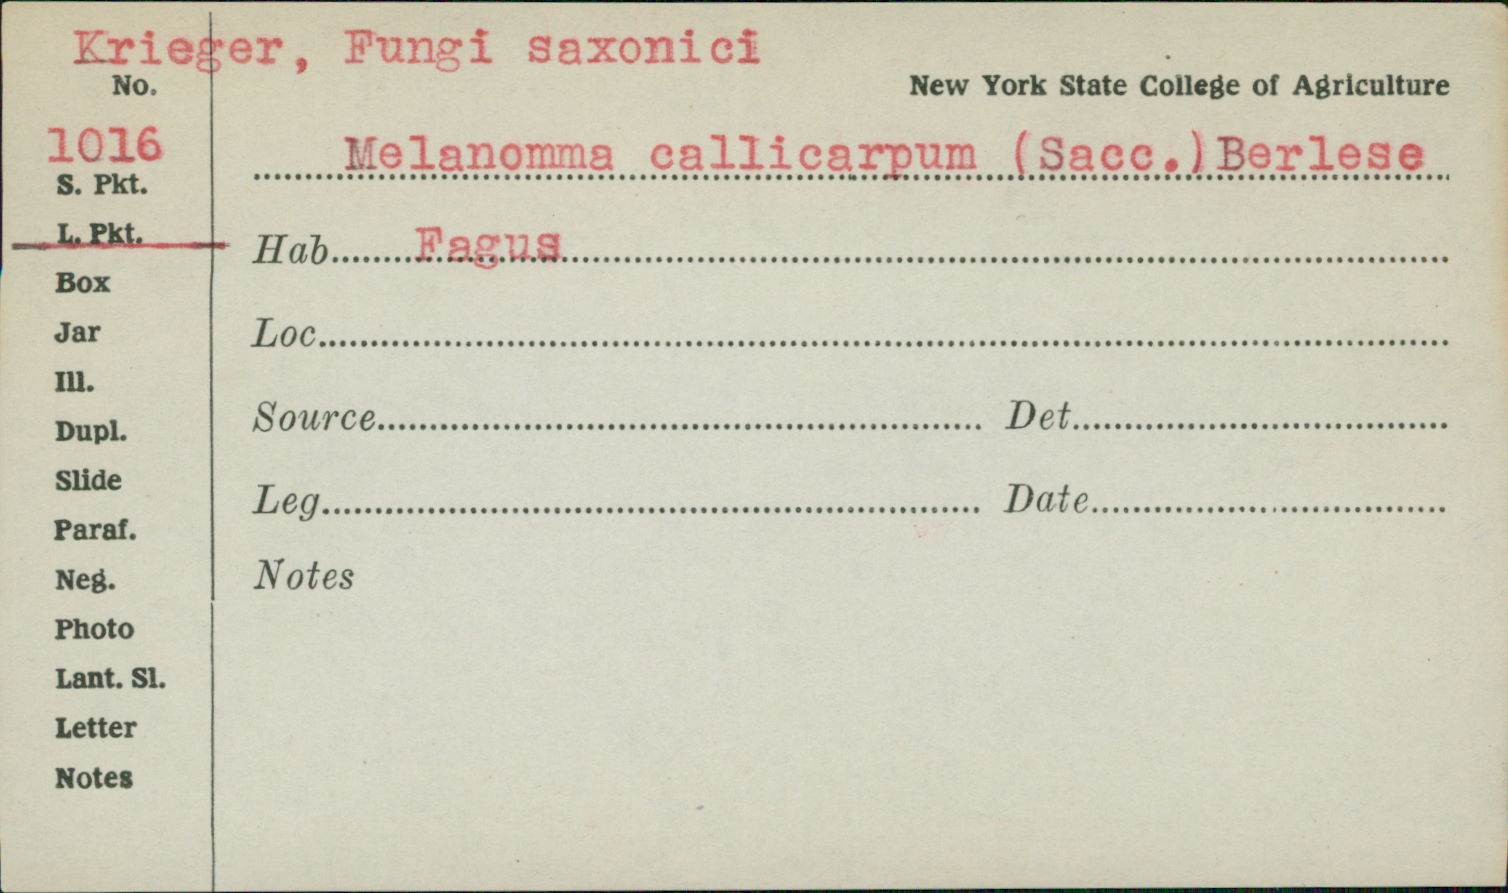 Krieger, Fungi saxonici
No.
New York State College of Agriculture
1016
Melanomma callicarpum (Sacc.)Berlese
S. Pkt.
L. Pkt.
Hab. Fagus
Box
Loc.
Jar
Ill.
Source Det.
Dupl.
Slide
Leg. Date
Paraf.
Neg.
Notes
Photo
Lant. Sl.
Letter
Notes